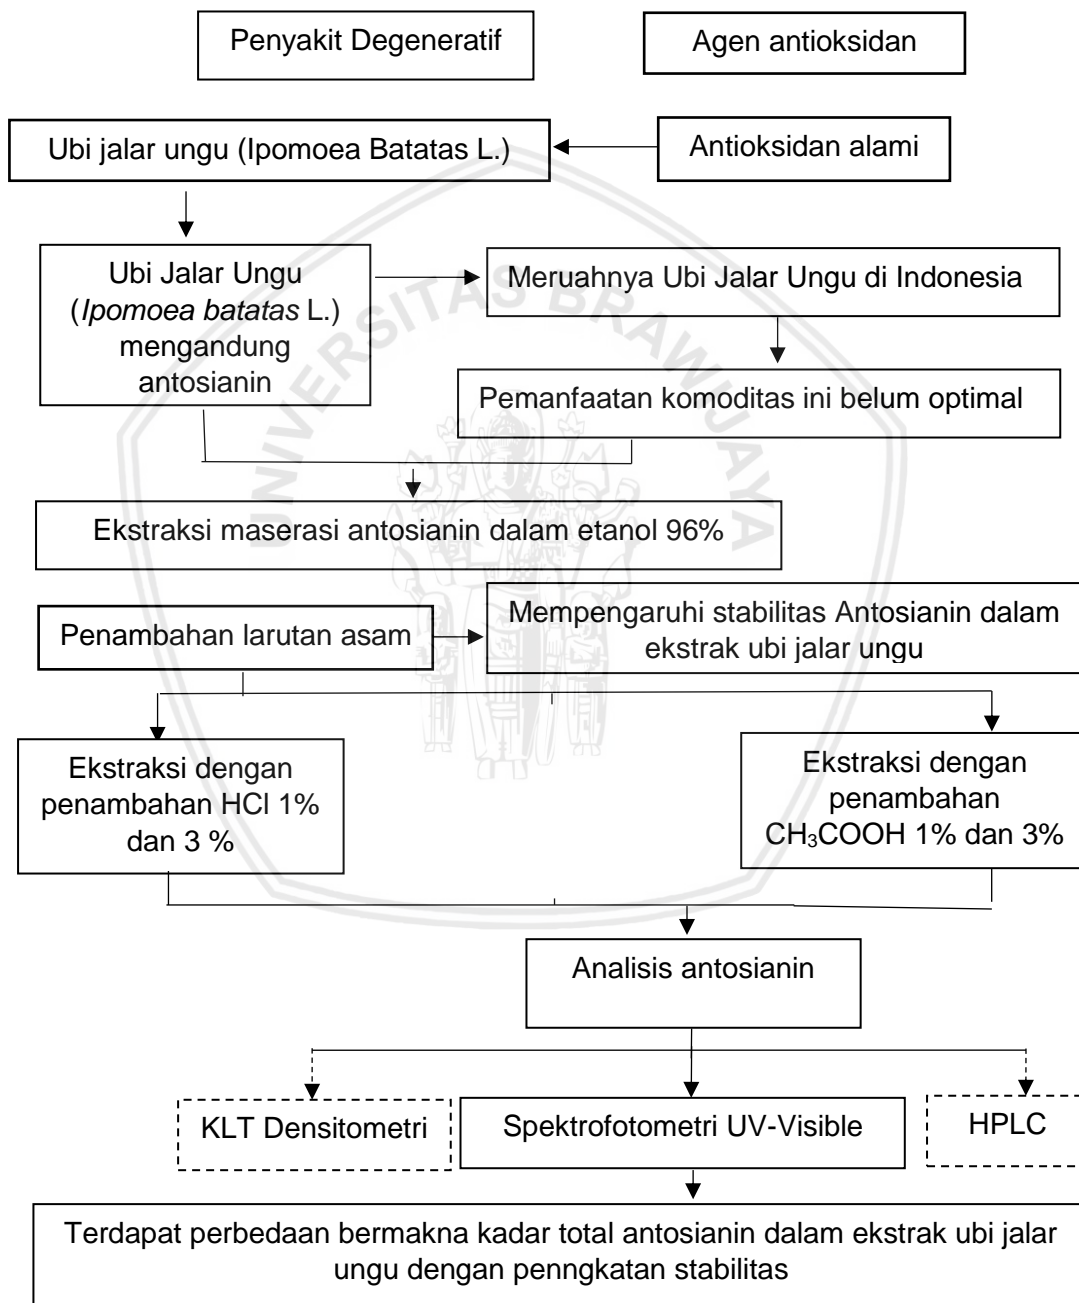 Penyakit Degeneratif
Agen antioksidan
Ubi jalar ungu (Ipomoea Batatas L.)
Antioksidan alami
Ubi Jalar Ungu
(Ipomoea batatas L.)
mengandung
antosianin
Meruahnya Ubi Jalar Ungu di Indonesia
Pemanfaatan komoditas ini belum optimal
UNIVERSITAS BRAWIJAYA
Ekstraksi maserasi antosianin dalam etanol 96%
Penambahan larutan asam
Mempengaruhi stabilitas Antosianin dalam
ekstrak ubi jalar ungu
Ekstraksi dengan
penambahan HCl 1%
dan 3 %
Ekstraksi dengan
penambahan
CH₃COOH 1% dan 3%
Analisis antosianin
KLT Densitometri
Spektrofotometri UV-Visible
HPLC
Terdapat perbedaan bermakna kadar total antosianin dalam ekstrak ubi jalar
ungu dengan penngkatan stabilitas